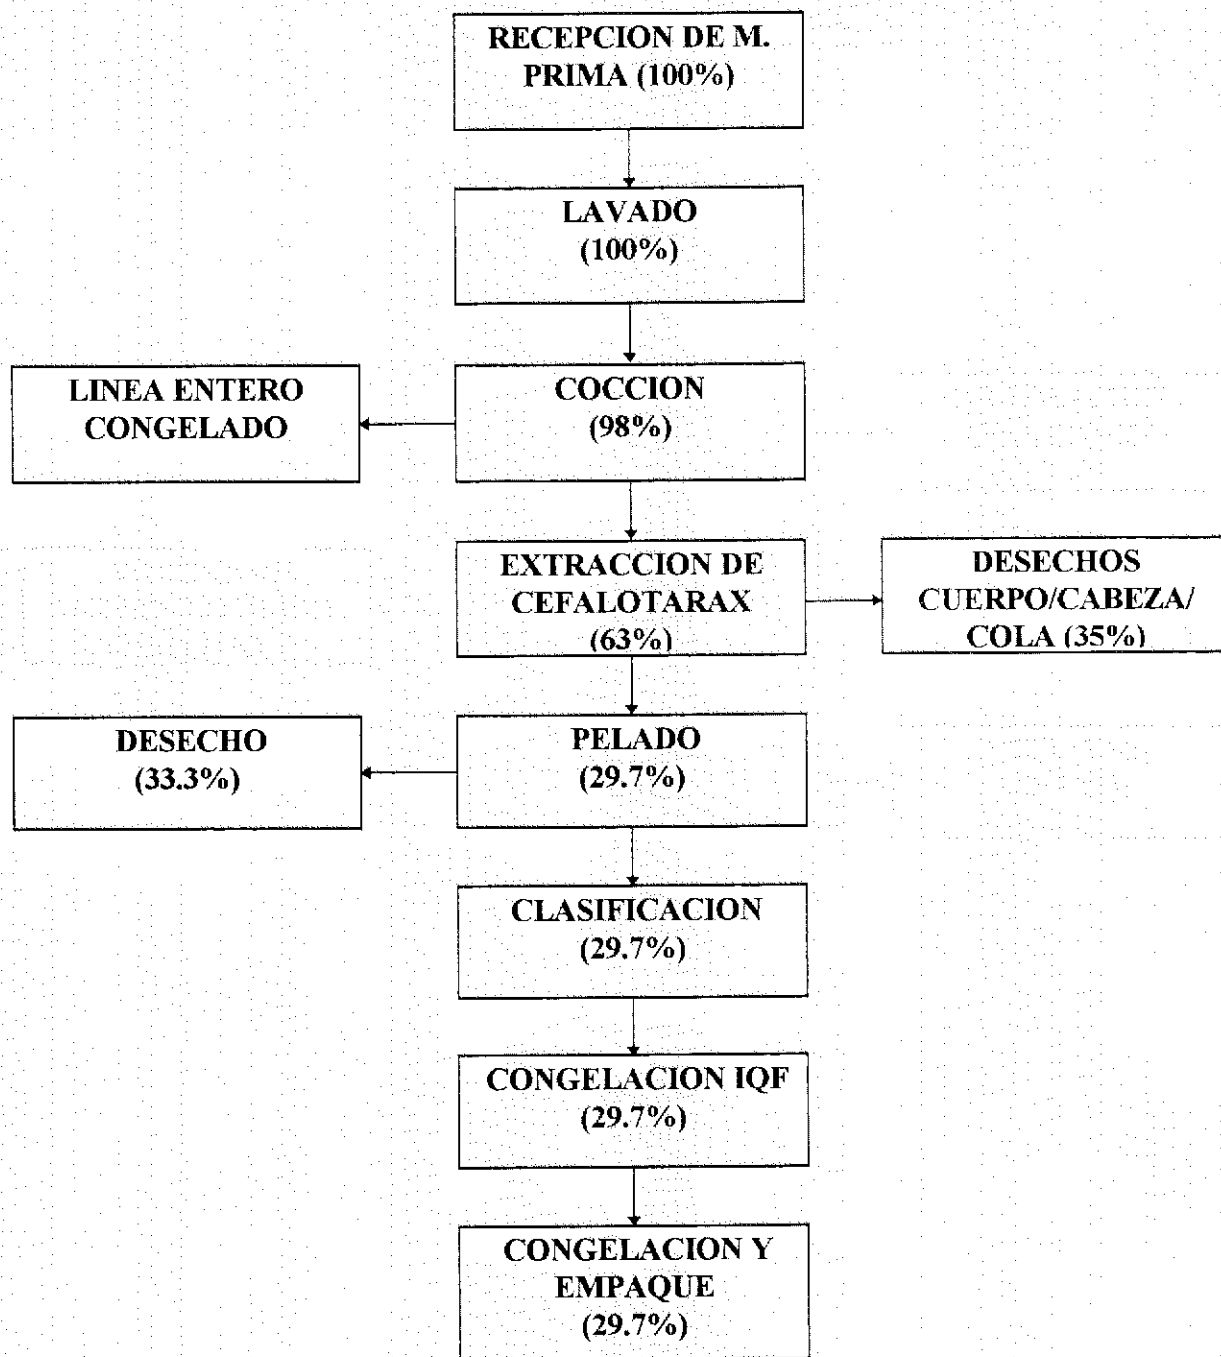 RECEPCION DE M.
PRIMA (100%)
LAVADO
(100%)
LINEA ENTERO
CONGELADO
COCCION
(98%)
EXTRACCION DE
CEFALOTARAX
(63%)
DESECHOS
CUERPO/CABEZA/
COLA (35%)
DESECHO
(33.3%)
PELADO
(29.7%)
CLASIFICACION
(29.7%)
CONGELACION IQF
(29.7%)
CONGELACION Y
EMPAQUE
(29.7%)